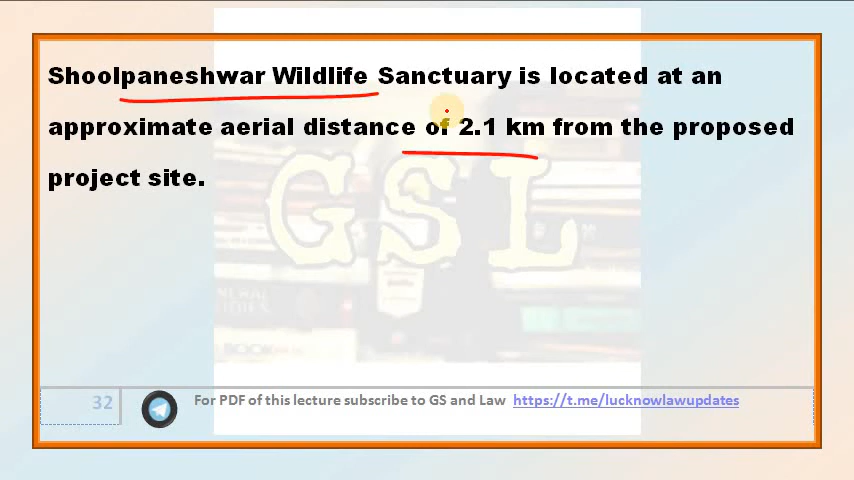 Shoolpaneshwar Wildlife Sanctuary is located at an
approximate aerial distance of 2.1 km from the proposed
project site.
GSL
32
For PDF of this lecture subscribe to GS and Law https://t.me/lucknowlawupdates